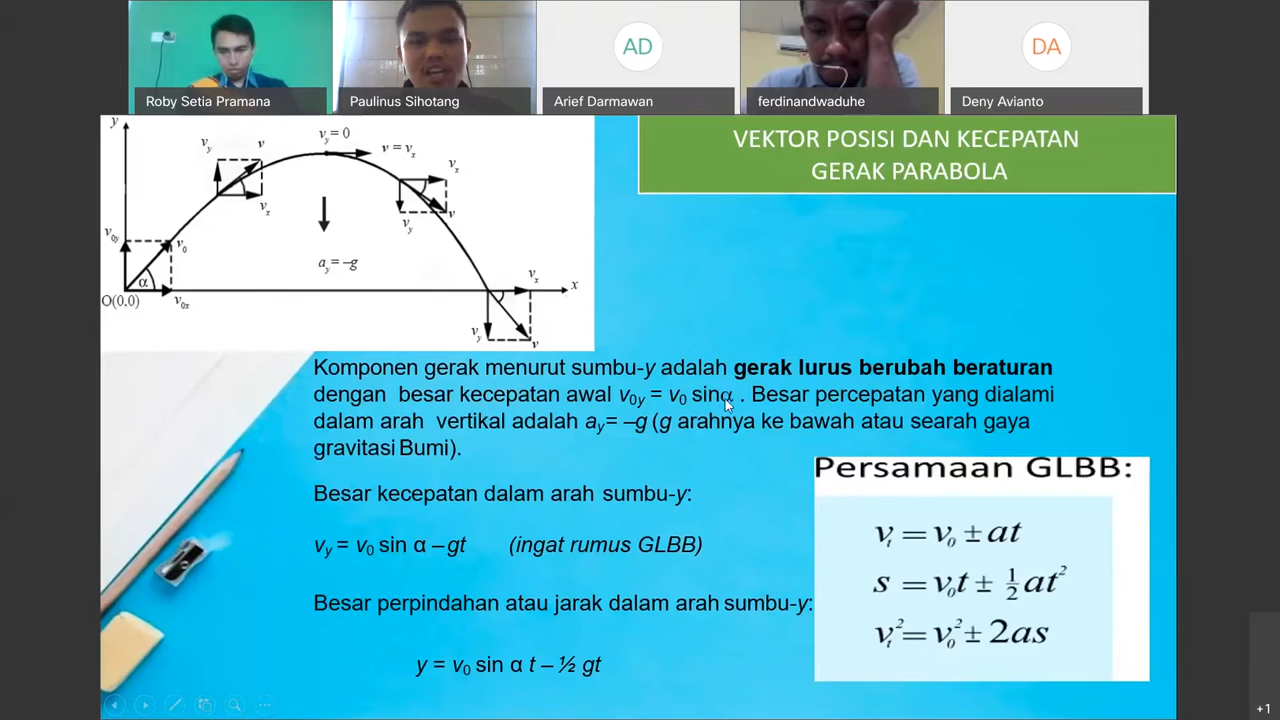 Roby Setia Pramana
Paulinus Sihotang
AD
Arief Darmawan
ferdinandwaduhe
DA
Deny Avianto
y
v_y = 0
v_y
v
v = v_x
v_x
v_x
v_y
v
v_0y
v_0
a_y = –g
α
O(0,0)
v_0x
v_x
x
v_y
v
VEKTOR POSISI DAN KECEPATAN
GERAK PARABOLA
Komponen gerak menurut sumbu-y adalah gerak lurus berubah beraturan
dengan besar kecepatan awal v₀y = v₀ sinα . Besar percepatan yang dialami
dalam arah vertikal adalah a_y= –g (g arahnya ke bawah atau searah gaya
gravitasi Bumi).
Besar kecepatan dalam arah sumbu-y:
v_y = v₀ sin α – gt (ingat rumus GLBB)
Besar perpindahan atau jarak dalam arah sumbu-y:
y = v₀ sin α t – ½ gt
Persamaan GLBB:
v_t = v_0 ± at
s = v_0t ± ½at²
v_t² = v_0² ± 2as
+1